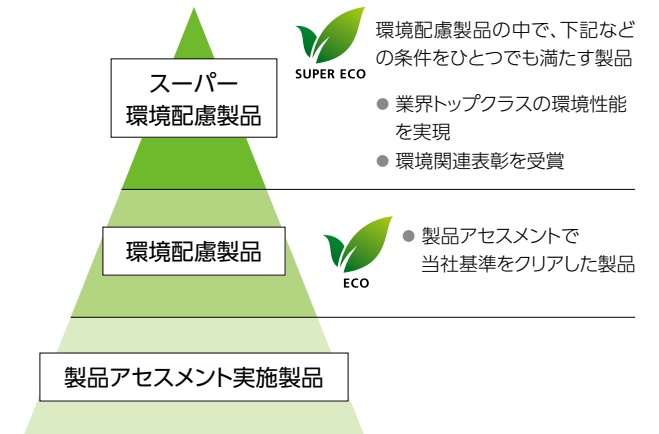 スーパー
環境配慮製品
SUPER ECO
環境配慮製品の中で、下記など
の条件をひとつでも満たす製品
● 業界トップクラスの環境性能
を実現
● 環境関連表彰を受賞
環境配慮製品
ECO
● 製品アセスメントで
当社基準をクリアした製品
製品アセスメント実施製品